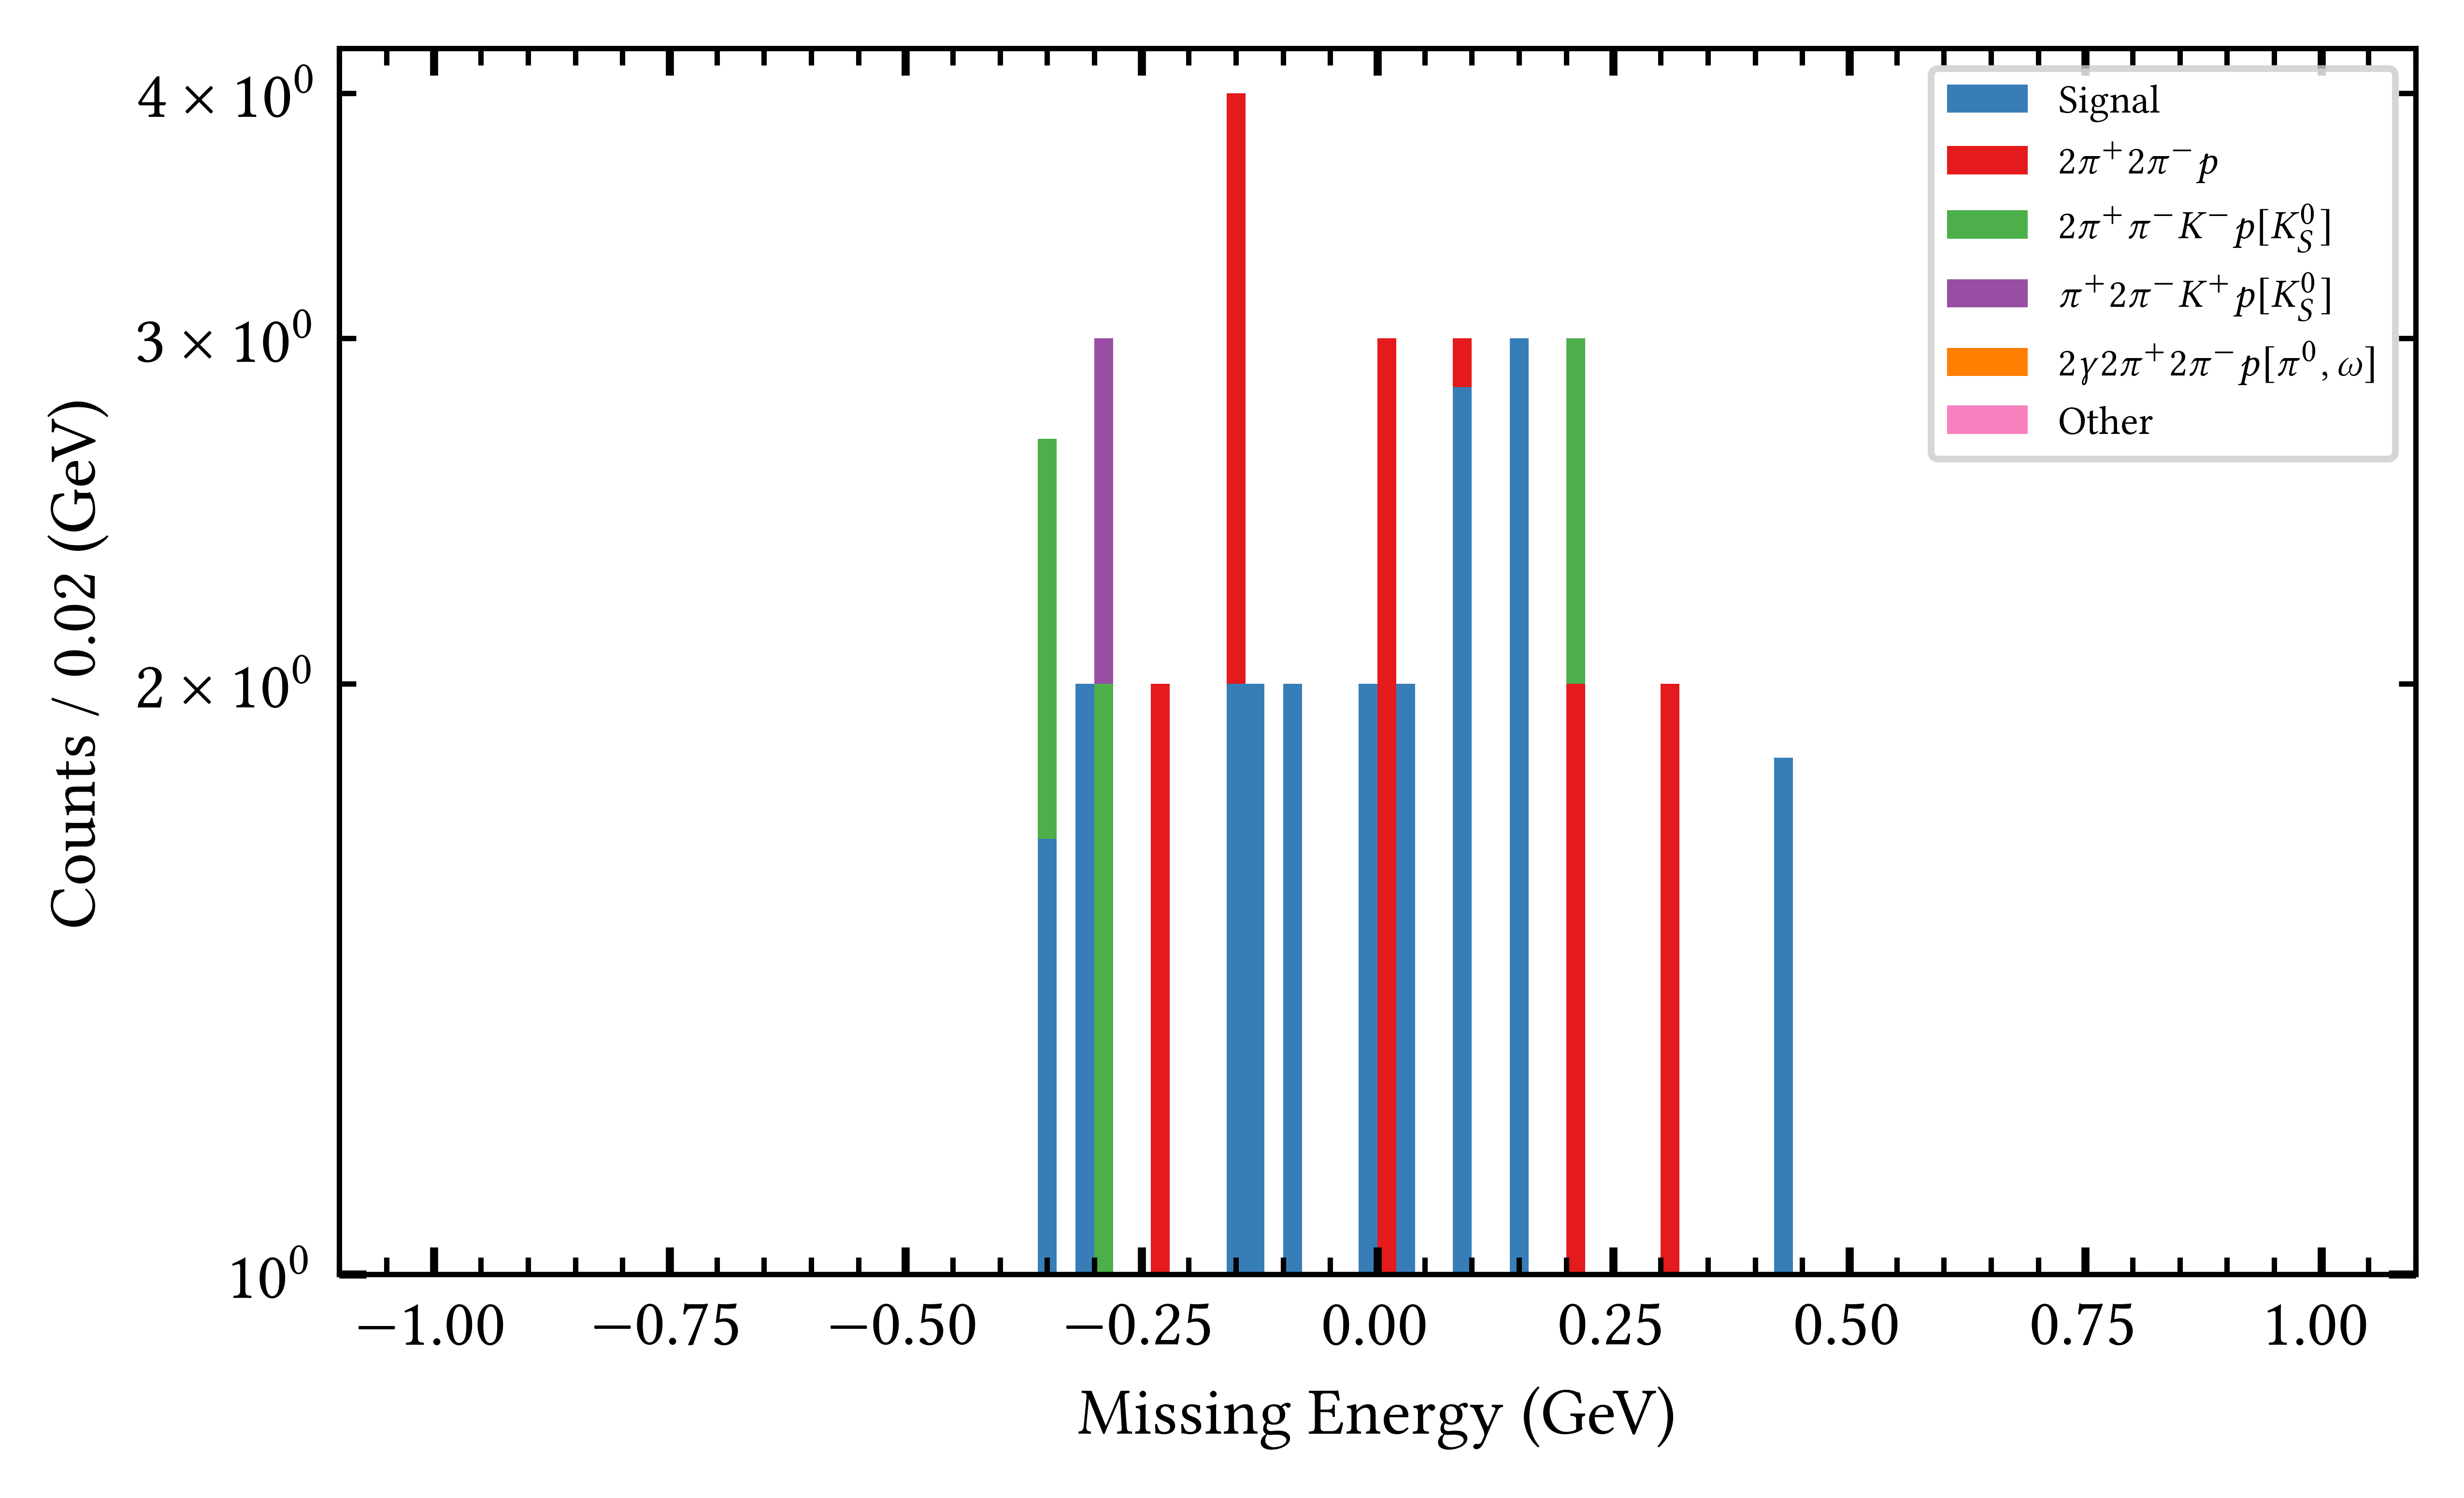 Counts / 0.02 (GeV)
4 × 10⁰
3 × 10⁰
2 × 10⁰
10⁰
Signal
2π⁺2π⁻p
2π⁺π⁻K⁻p[K⁰_S]
π⁺2π⁻K⁺p[K⁰_S]
2γ2π⁺2π⁻p[π⁰, ω]
Other
−1.00 −0.75 −0.50 −0.25 0.00 0.25 0.50 0.75 1.00
Missing Energy (GeV)